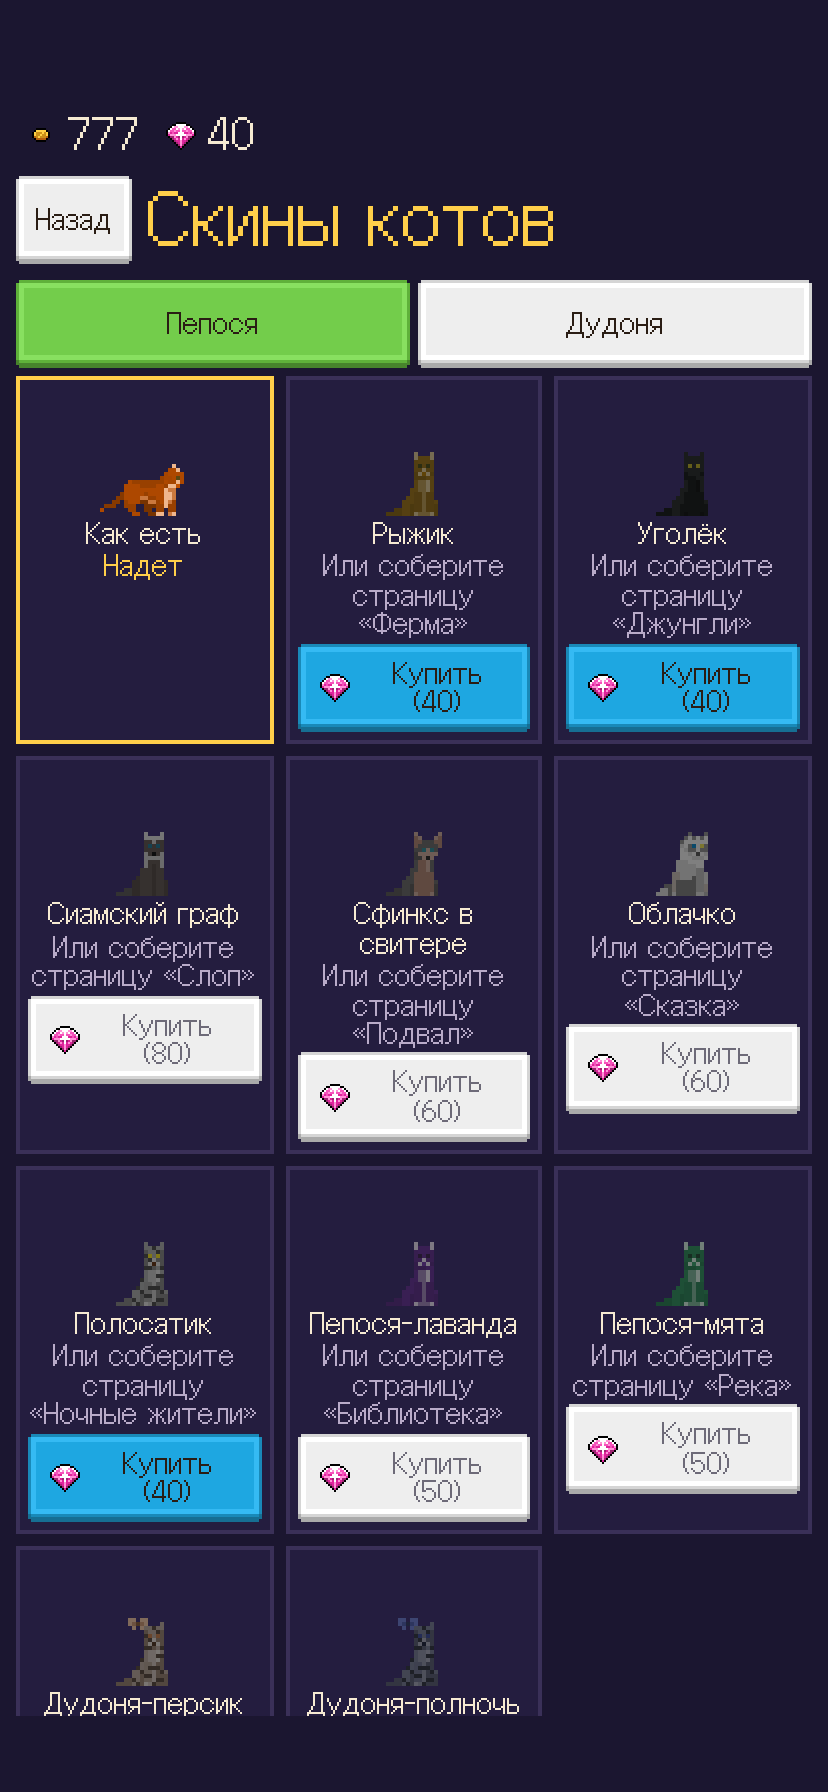 777 40
Назад
Скины котов
Пепося
Дудоня
Как есть
Надет
Рыжик
Или соберите
страницу
«Ферма»
Купить
(40)
Уголёк
Или соберите
страницу
«Джунгли»
Купить
(40)
Сиамский граф
Или соберите
страницу «Слоп»
Купить
(80)
Сфинкс в
свитере
Или соберите
страницу
«Подвал»
Купить
(60)
Облачко
Или соберите
страницу
«Сказка»
Купить
(60)
Полосатик
Или соберите
страницу
«Ночные жители»
Купить
(40)
Пепося-лаванда
Или соберите
страницу
«Библиотека»
Купить
(50)
Пепося-мята
Или соберите
страницу «Река»
Купить
(50)
Дудоня-персик
Дудоня-полночь